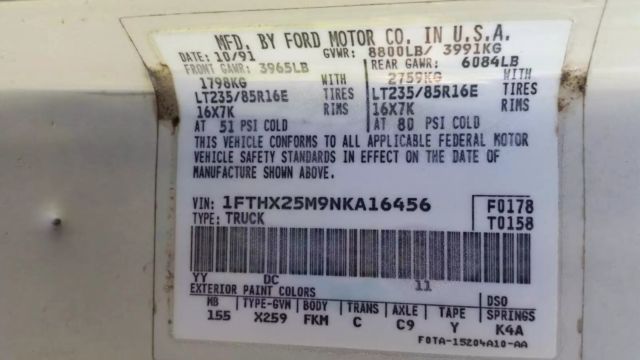 MFD. BY FORD MOTOR CO. IN U.S.A.
DATE: 10/91 GVWR: 8800LB/ 3991KG
FRONT GAWR: 3965LB REAR GAWR: 6084LB
1798KG WITH 2759KG WITH
LT235/85R16E TIRES LT235/85R16E TIRES
16X7K RIMS 16X7K RIMS
AT 51 PSI COLD AT 80 PSI COLD
THIS VEHICLE CONFORMS TO ALL APPLICABLE FEDERAL MOTOR
VEHICLE SAFETY STANDARDS IN EFFECT ON THE DATE OF
MANUFACTURE SHOWN ABOVE.
VIN: 1FTHX25M9NKA16456 F0178
TYPE: TRUCK T0158
YY DC 11
EXTERIOR PAINT COLORS DSO
WB TYPE-GVM BODY TRANS AXLE TAPE SPRINGS
155 X259 FKM C C9 Y K4A
F0TA-15204A10-AA